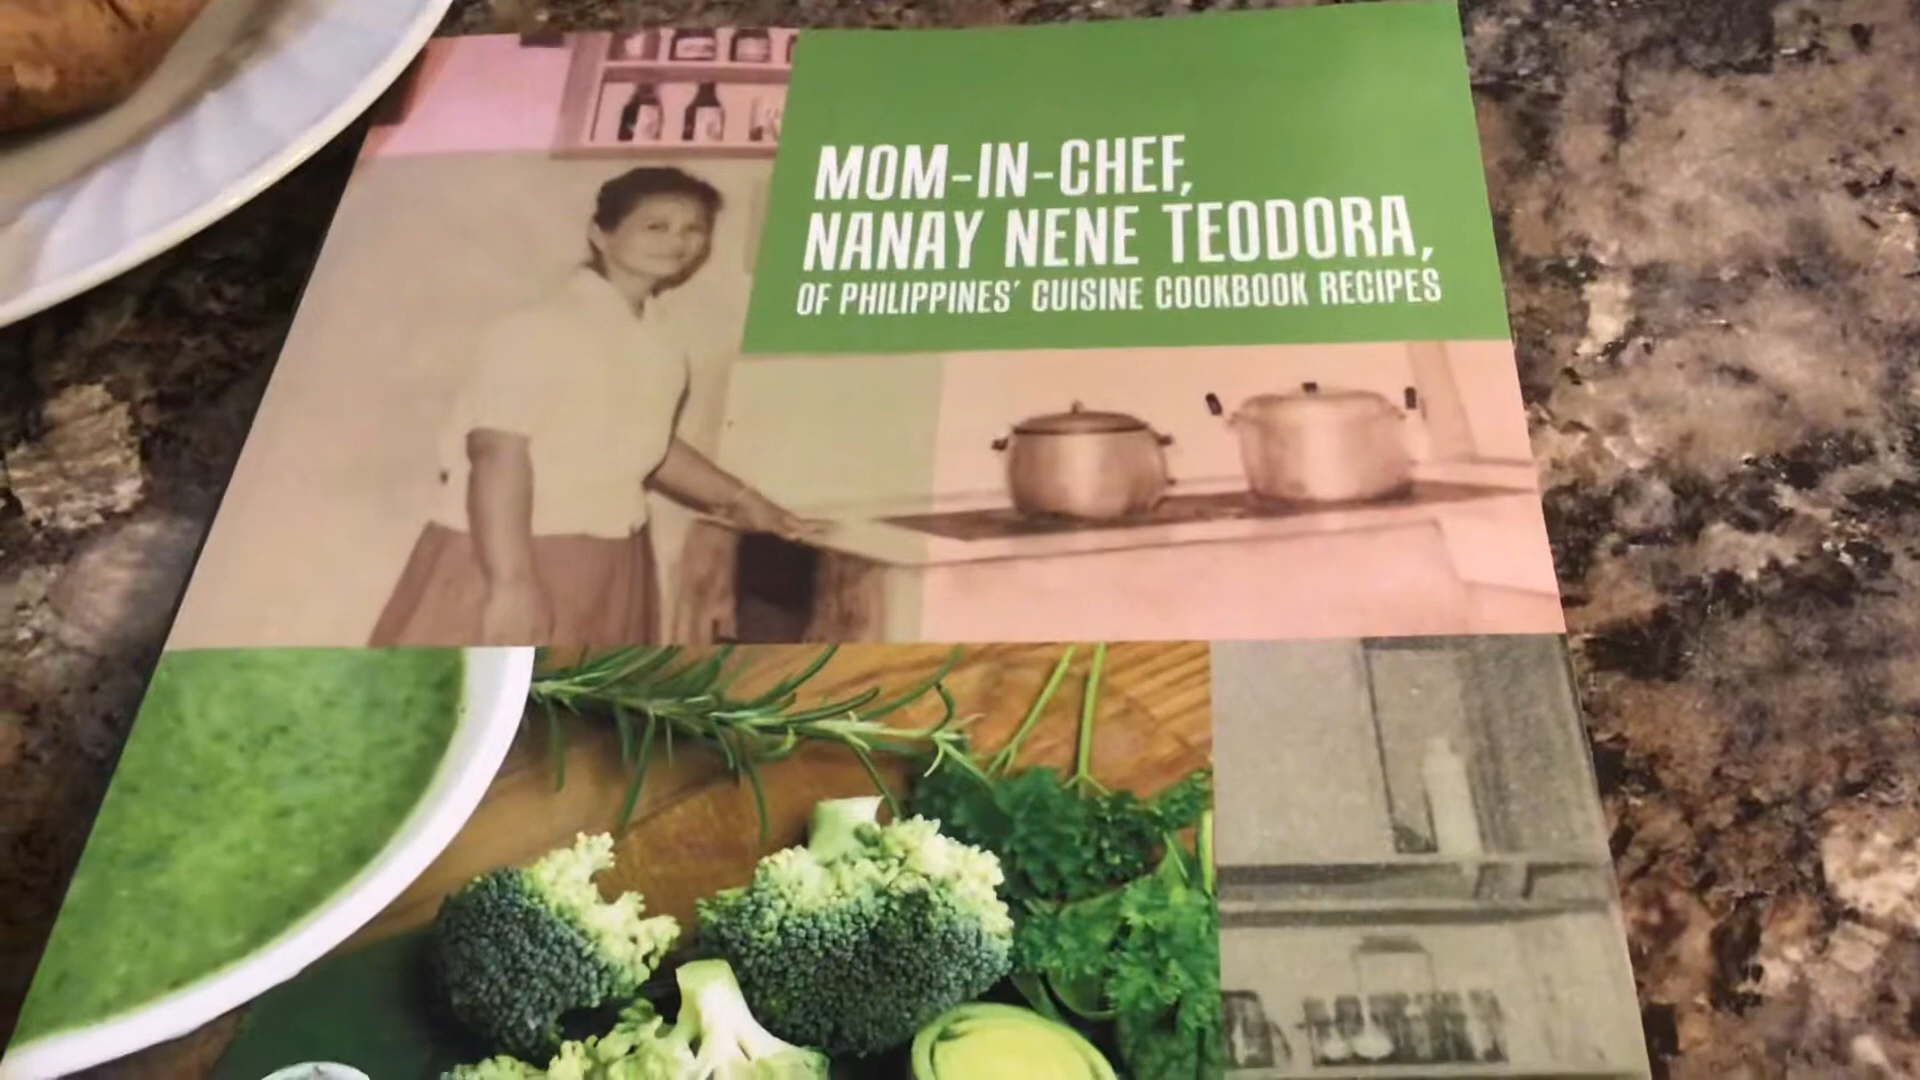 MOM-IN-CHEF,
NANAY NENE TEODORA,
OF PHILIPPINES' CUISINE COOKBOOK RECIPES